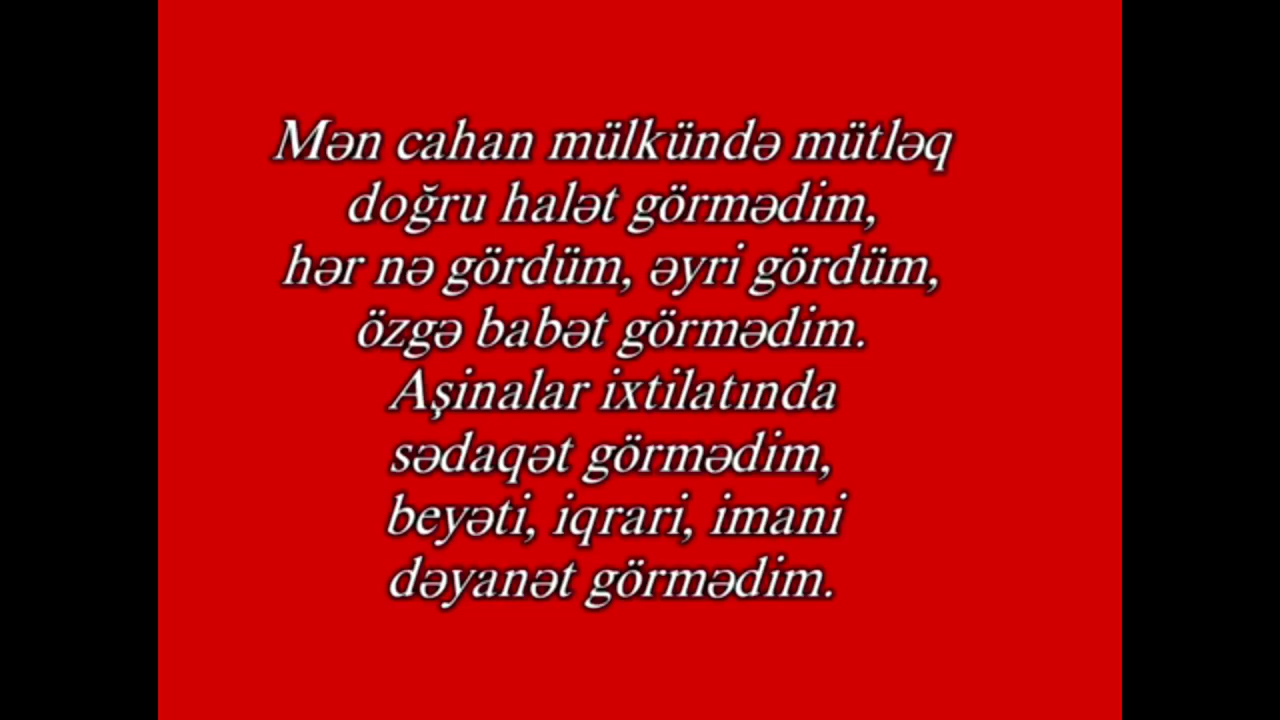 Mən cahan mülkündə mütləq
doğru halət görmədim,
hər nə gördüm, əyri gördüm,
özgə babət görmədim.
Aşinalar ixtilatında
sədaqət görmədim,
beyəti, iqrari, imani
dəyanət görmədim.